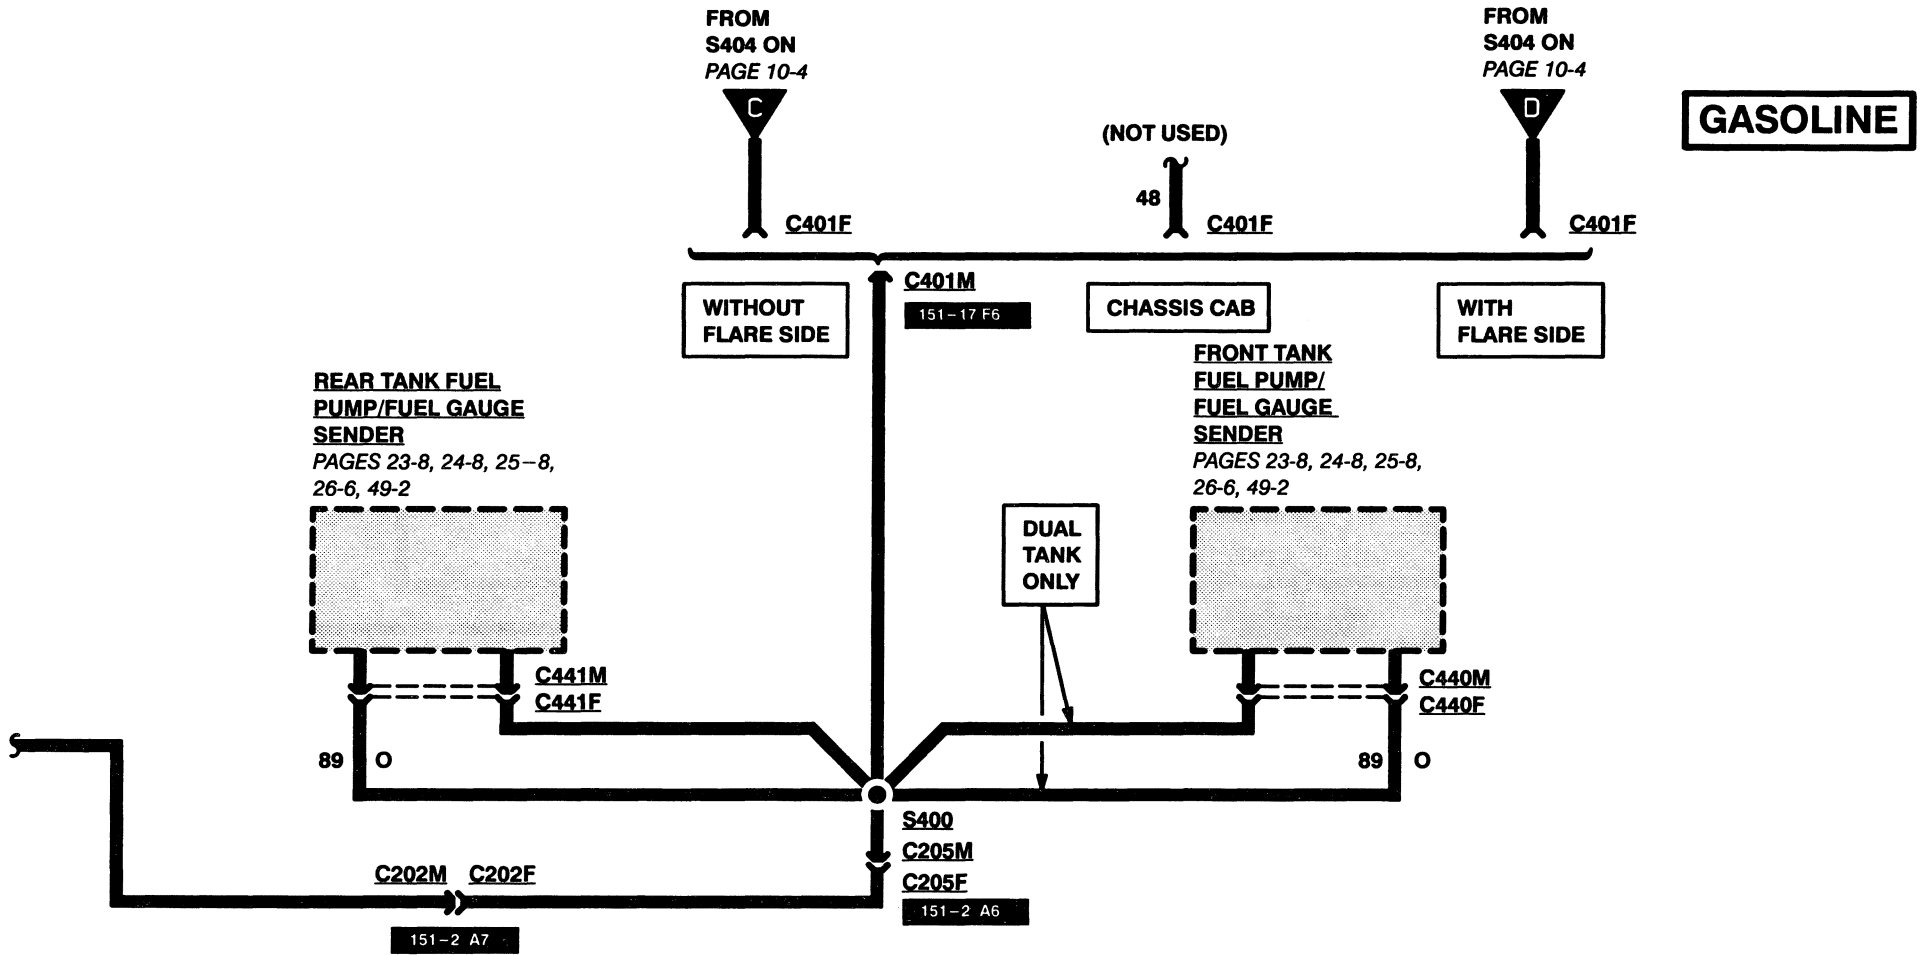 FROM
S404 ON
PAGE 10-4
C
FROM
S404 ON
PAGE 10-4
D
GASOLINE
(NOT USED)
48
C401F
C401F
C401F
C401M
151-17 F6
WITHOUT
FLARE SIDE
CHASSIS CAB
WITH
FLARE SIDE
REAR TANK FUEL
PUMP/FUEL GAUGE
SENDER
PAGES 23-8, 24-8, 25-8,
26-6, 49-2
FRONT TANK
FUEL PUMP/
FUEL GAUGE
SENDER
PAGES 23-8, 24-8, 25-8,
26-6, 49-2
DUAL
TANK
ONLY
C441M
C441F
C440M
C440F
89 O
89 O
S400
C205M
C205F
151-2 A6
C202M C202F
151-2 A7